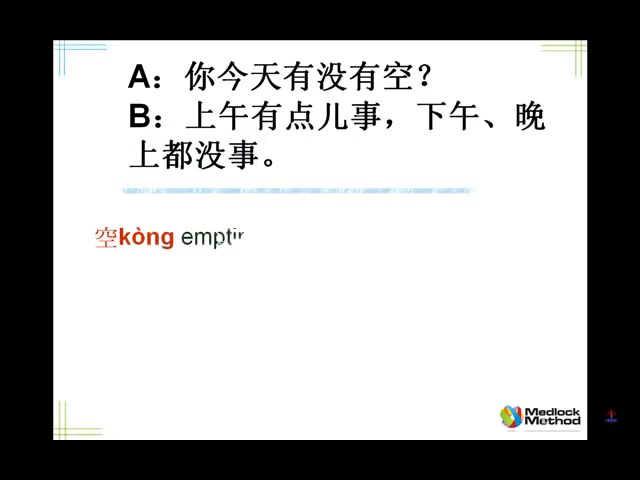 A：你今天有没有空？
B：上午有点儿事，下午、晚
上都没事。
空kòng
Medlock
Method